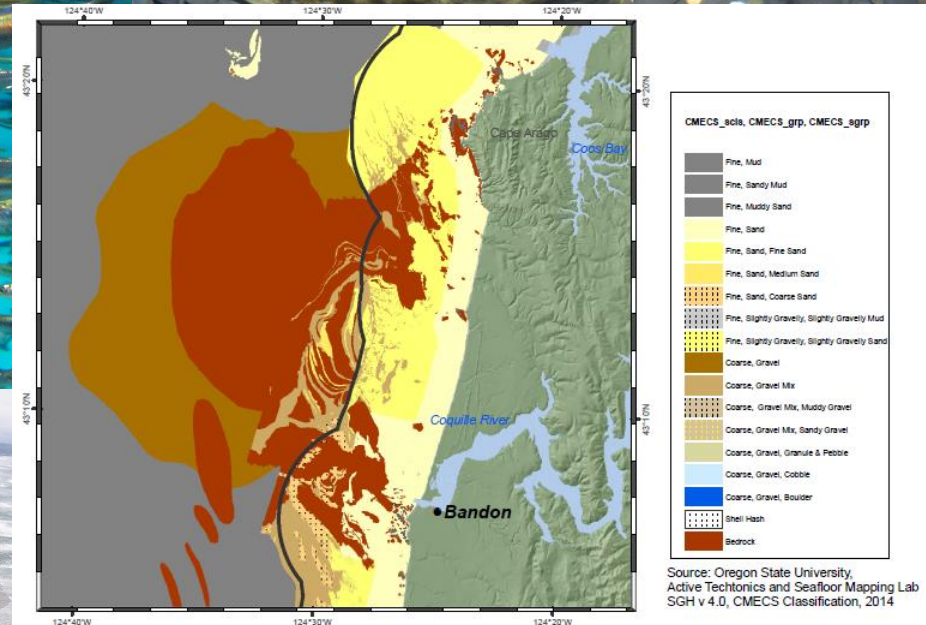 124°40'W 124°30'W 124°20'W
43°20'N 43°20'N
Cape Arago
Coos Bay
43°10'N 43°10'N
Coquille River
Bandon
124°40'W 124°30'W 124°20'W
CMECS_scls, CMECS_grp, CMECS_sgrp
Fine, Mud
Fine, Sandy Mud
Fine, Muddy Sand
Fine, Sand
Fine, Sand, Fine Sand
Fine, Sand, Medium Sand
Fine, Sand, Coarse Sand
Fine, Slightly Gravelly, Slightly Gravelly Mud
Fine, Slightly Gravelly, Slightly Gravelly Sand
Coarse, Gravel
Coarse, Gravel Mix
Coarse, Gravel Mix, Muddy Gravel
Coarse, Gravel Mix, Sandy Gravel
Coarse, Gravel, Granule & Pebble
Coarse, Gravel, Cobble
Coarse, Gravel, Boulder
Shell Hash
Bedrock
Source: Oregon State University,
Active Techtonics and Seafloor Mapping Lab
SGH v 4.0, CMECS Classification, 2014